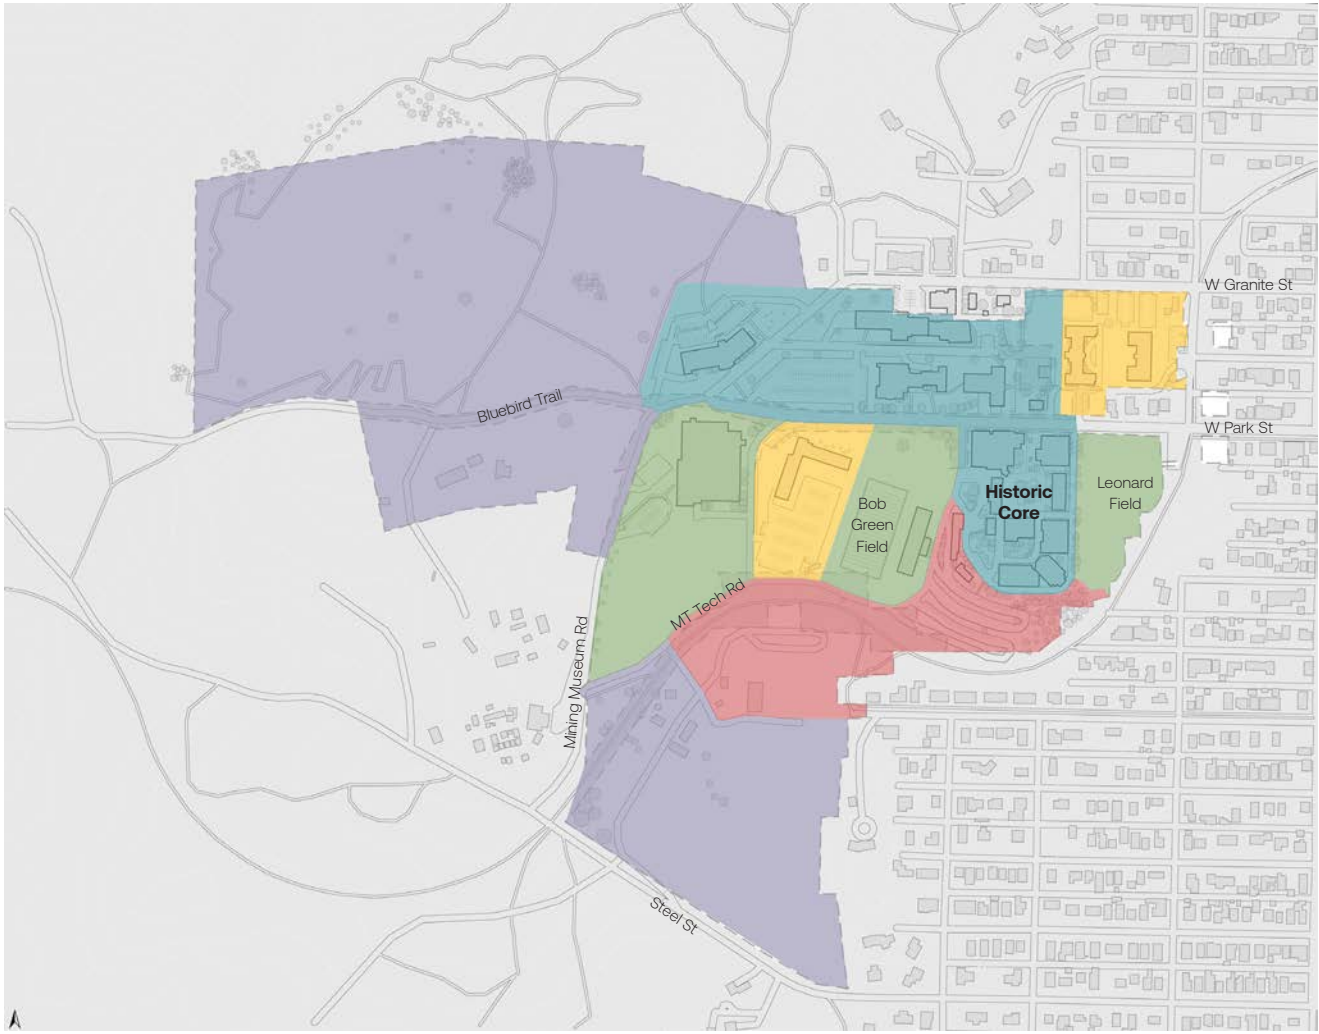 W Granite St
Bluebird Trail
W Park St
Historic
Core
Leonard
Field
Bob
Green
Field
MT Tech Rd
Mining Museum Rd
Steel St